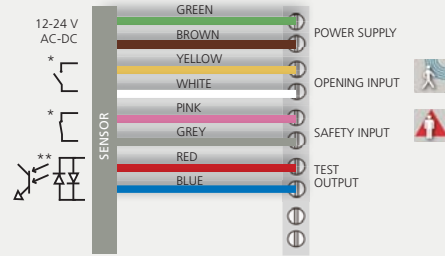 12-24 V
AC-DC
*
*
**
SENSOR
GREEN
BROWN
YELLOW
WHITE
PINK
GREY
RED
BLUE
POWER SUPPLY
OPENING INPUT
SAFETY INPUT
TEST
OUTPUT